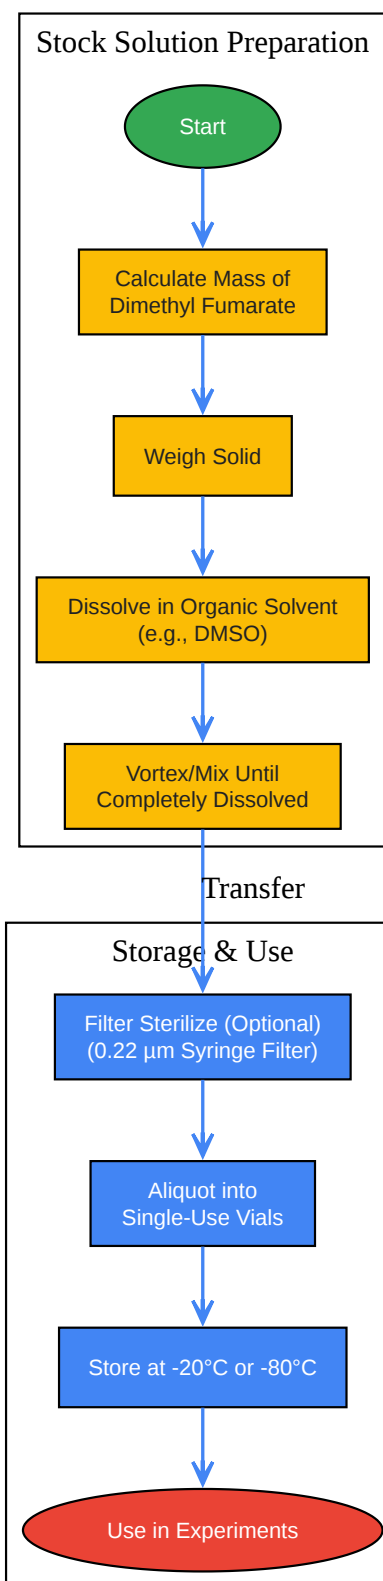 Stock Solution Preparation
Start
Calculate Mass of
Dimethyl Fumarate
Weigh Solid
Dissolve in Organic Solvent
(e.g., DMSO)
Vortex/Mix Until
Completely Dissolved
Transfer
Storage & Use
Filter Sterilize (Optional)
(0.22 µm Syringe Filter)
Aliquot into
Single-Use Vials
Store at -20°C or -80°C
Use in Experiments